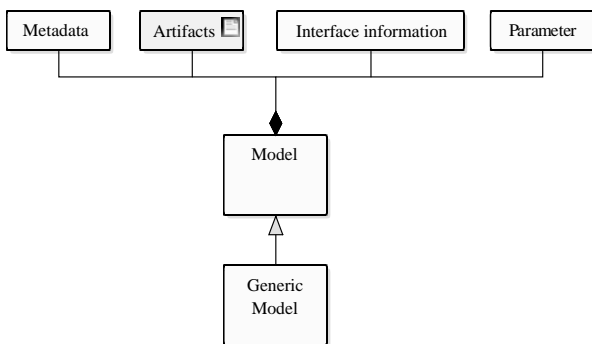 Metadata
Artifacts
Interface information
Parameter
Model
Generic
Model